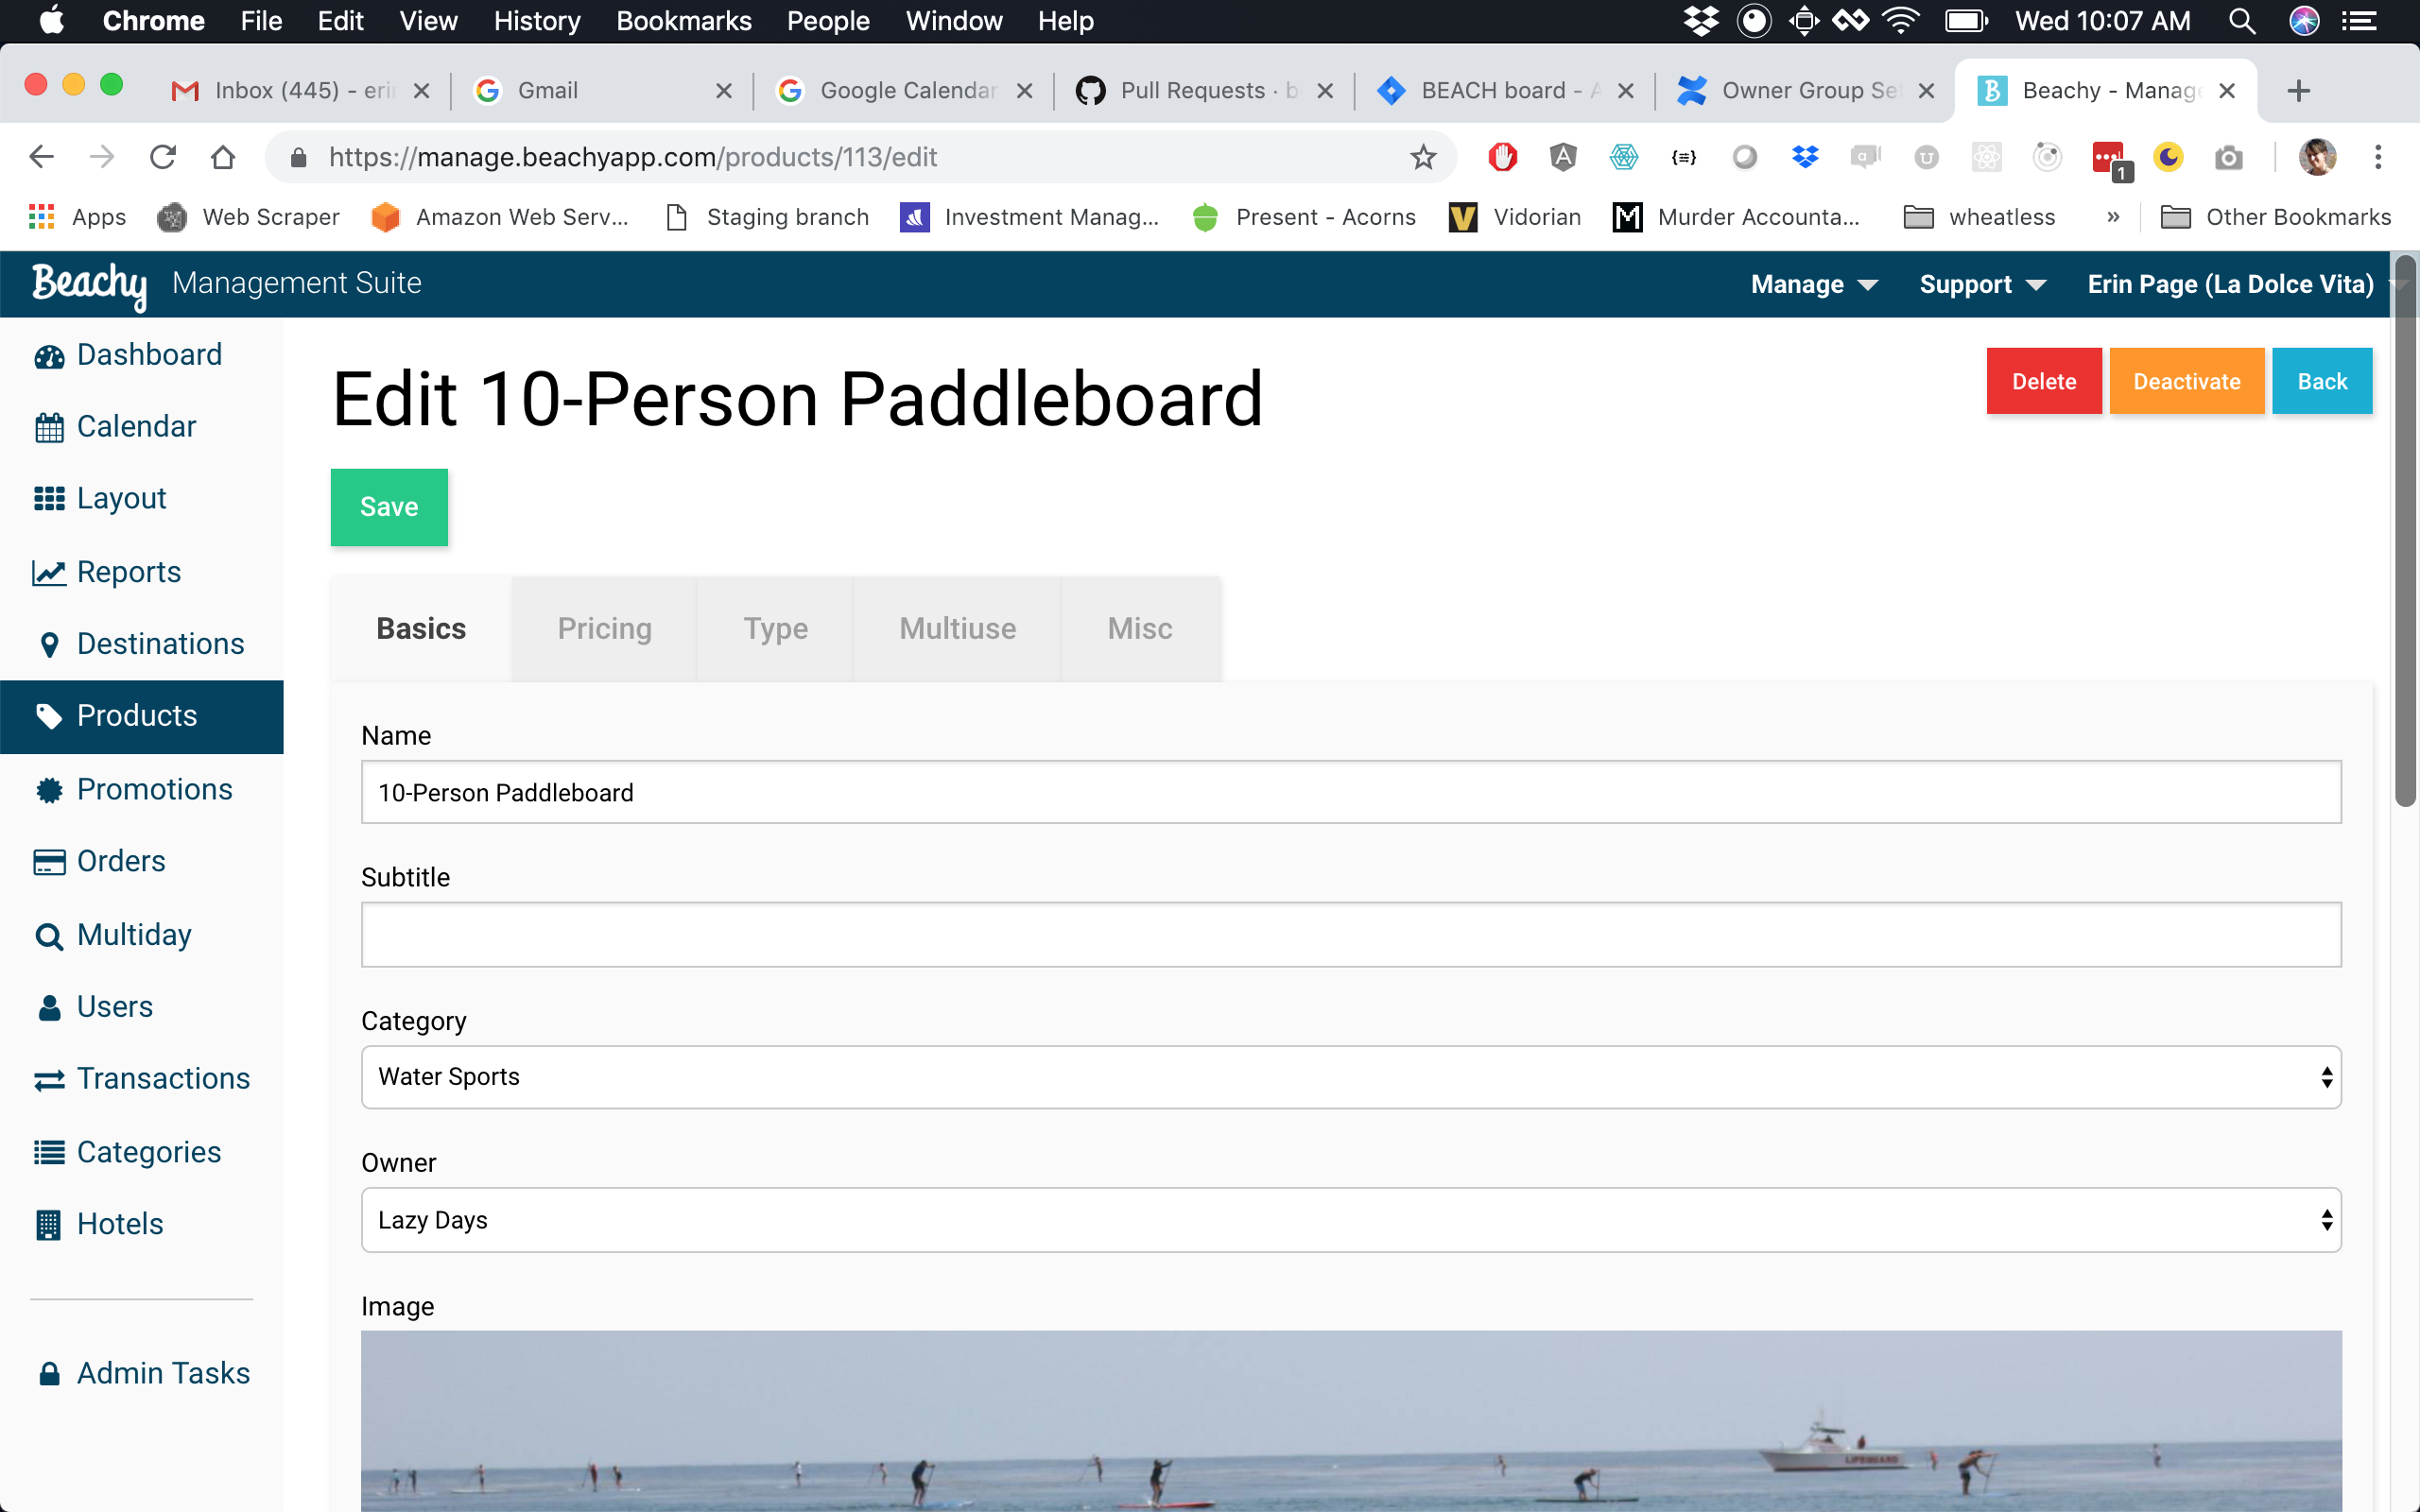 Chrome File Edit View History Bookmarks People Window Help Wed 10:07 AM
Inbox (445) - erin Gmail Google Calendar Pull Requests · b BEACH board - A Owner Group Set Beachy - Manage
https://manage.beachyapp.com/products/113/edit
1
Apps Web Scraper Amazon Web Serv... Staging branch Investment Manag... Present - Acorns Vidorian Murder Accounta... wheatless » Other Bookmarks
Beachy Management Suite Manage Support Erin Page (La Dolce Vita)
Dashboard
Calendar
Layout
Reports
Destinations
Products
Promotions
Orders
Multiday
Users
Transactions
Categories
Hotels
Admin Tasks
Edit 10-Person Paddleboard
Delete Deactivate Back
Save
Basics Pricing Type Multiuse Misc
Name
10-Person Paddleboard
Subtitle
Category
Water Sports
Owner
Lazy Days
Image
LIFEGUARD